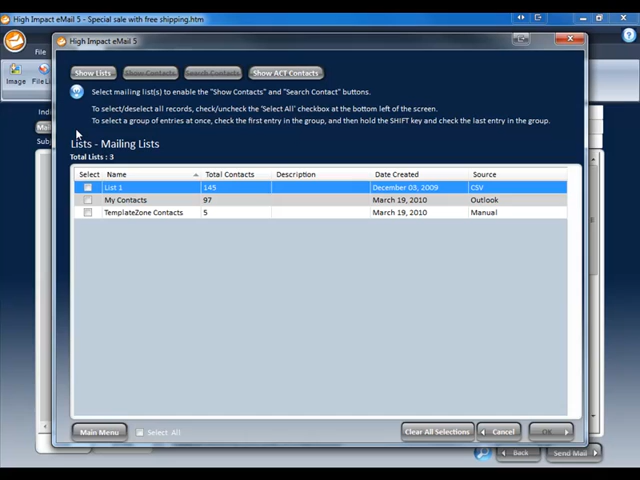 High Impact eMail 5 - Special sale with free shipping.htm
High Impact eMail 5
File
Show Lists Show Contacts Search Contacts Show ACT Contacts
Image
Select mailing list(s) to enable the "Show Contacts" and "Search Contact" buttons.
To select/deselect all records, check/uncheck the 'Select All' checkbox at the bottom left of the screen.
To select a group of entries at once, check the first entry in the group, and then hold the SHIFT key and check the last entry in the group.
Lists - Mailing Lists
Total Lists : 3
Select Name Total Contacts Description Date Created Source
List 1 145 December 03, 2009 CSV
My Contacts 97 March 19, 2010 Outlook
TemplateZone Contacts 5 March 19, 2010 Manual
Main Menu Select All Clear All Selections Cancel OK
Back Send Mail